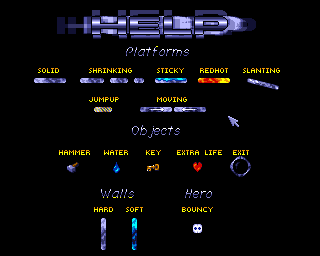 HELP
Platforms
SOLID SHRINKING STICKY REDHOT SLANTING
JUMPUP MOVING
Objects
HAMMER WATER KEY EXTRA LIFE EXIT
Walls Hero
HARD SOFT BOUNCY